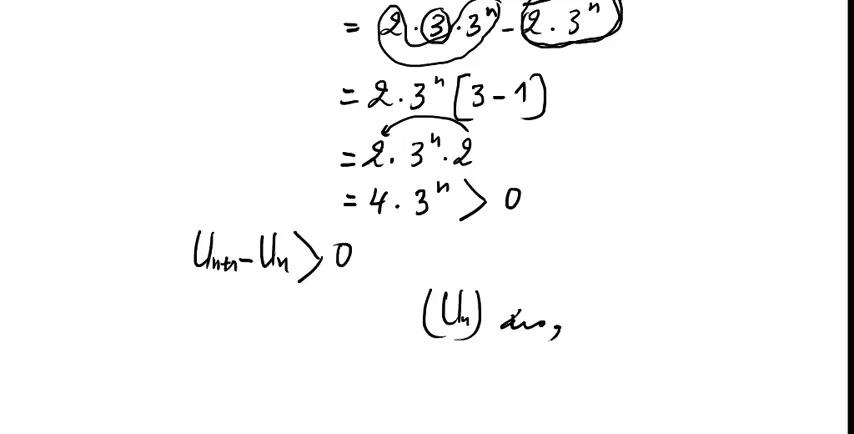 = 2 · 3 · 3ⁿ - 2 · 3ⁿ
= 2 · 3ⁿ [3 - 1]
= 2 · 3ⁿ · 2
= 4 · 3ⁿ > 0
Uₙ₊₁ - Uₙ > 0
(Uₙ)